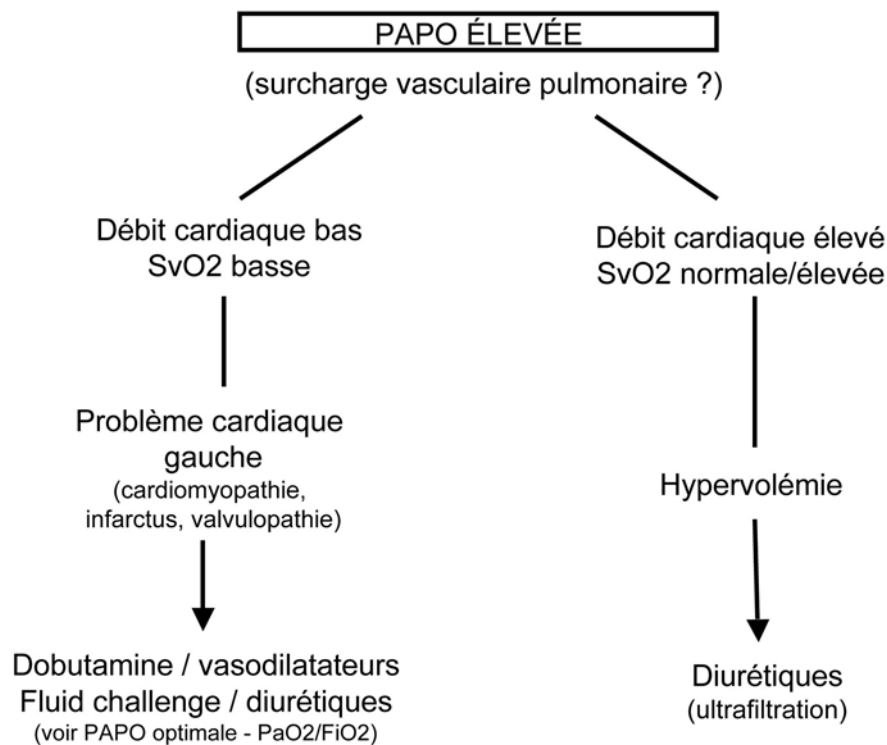 PAPO ÉLEVÉE
(surcharge vasculaire pulmonaire ?)
Débit cardiaque bas
SvO2 basse
Problème cardiaque
gauche
(cardiomyopathie,
infarctus, valvulopathie)
Dobutamine / vasodilatateurs
Fluid challenge / diurétiques
(voir PAPO optimale - PaO2/FiO2)
Débit cardiaque élevé
SvO2 normale/élevée
Hypervolémie
Diurétiques
(ultrafiltration)